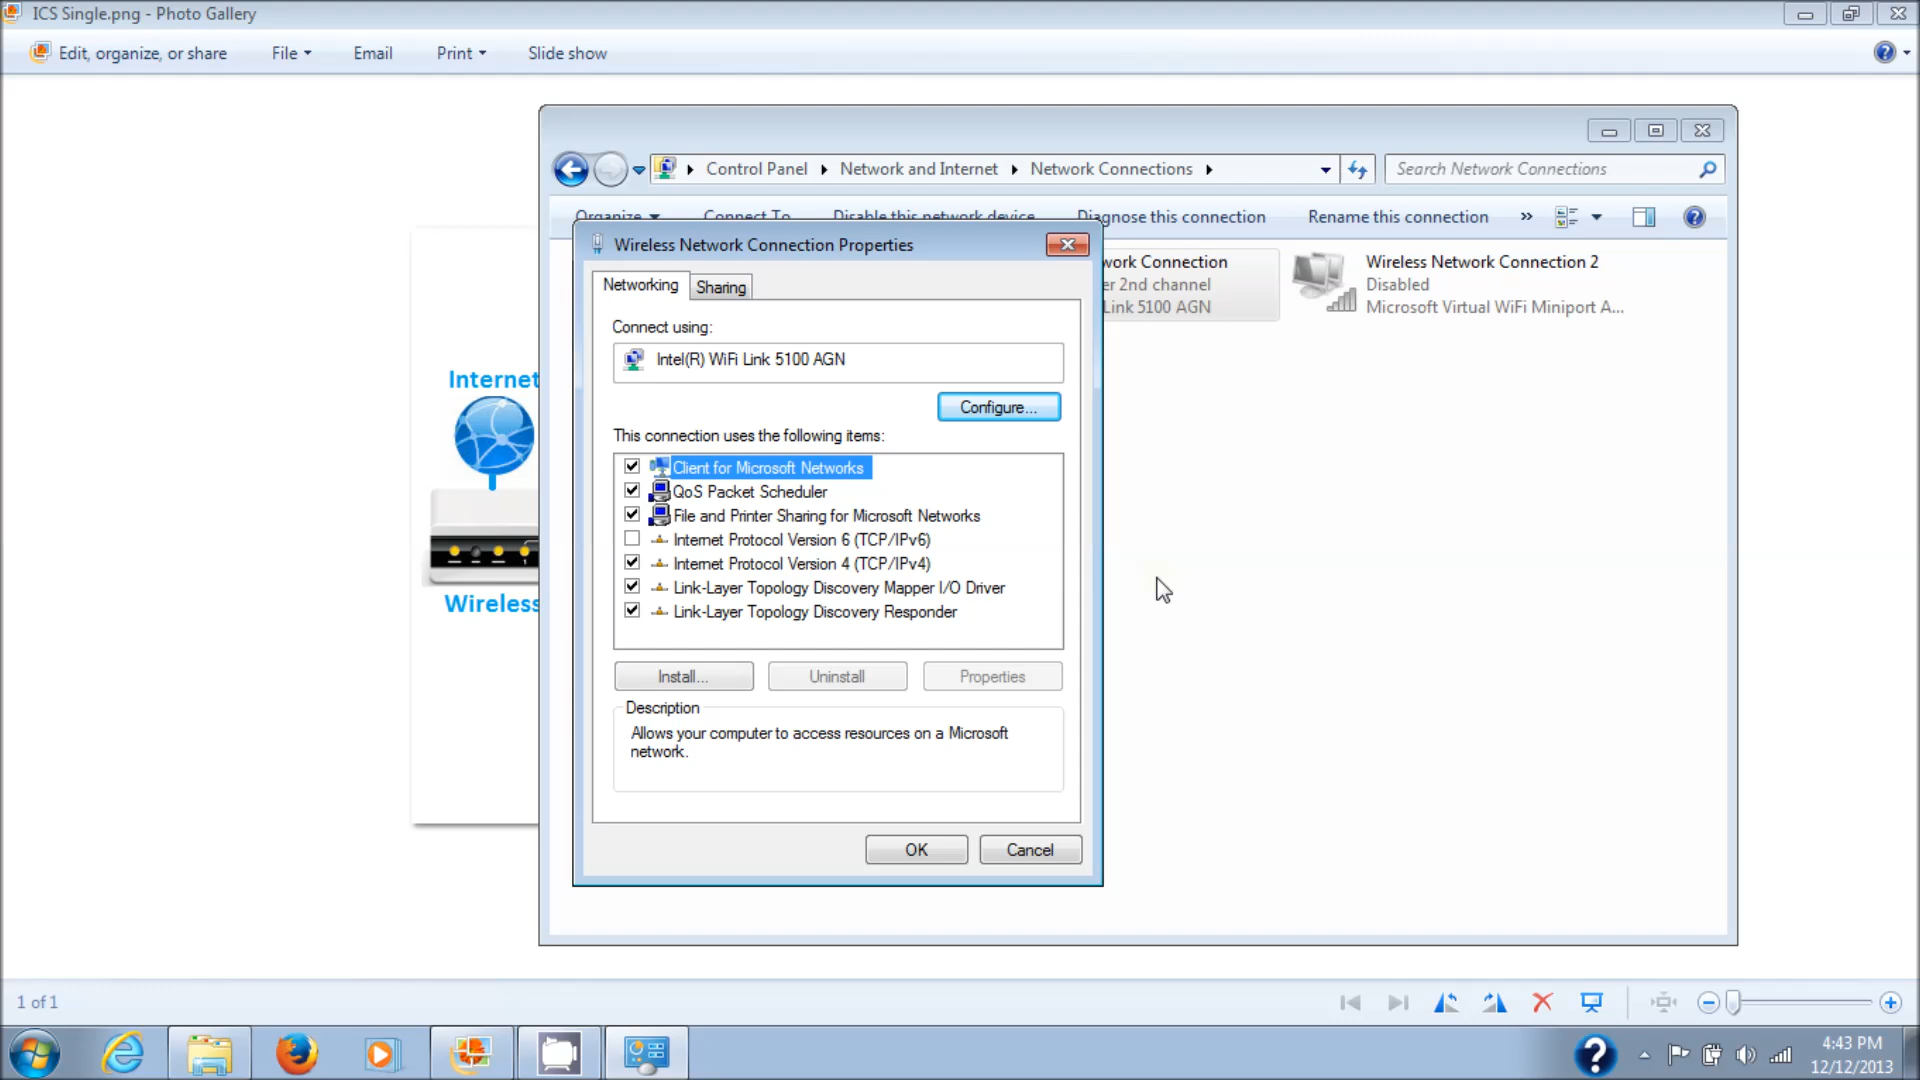 ICS Single.png - Photo Gallery
Edit, organize, or share File Email Print Slide show
Control Panel Network and Internet Network Connections Search Network Connections
Organize Connect To Disable this network device Diagnose this connection Rename this connection »
Wireless Network Connection Properties
Networking Sharing
Connect using:
Intel(R) WiFi Link 5100 AGN
Configure...
This connection uses the following items:
Client for Microsoft Networks
QoS Packet Scheduler
File and Printer Sharing for Microsoft Networks
Internet Protocol Version 6 (TCP/IPv6)
Internet Protocol Version 4 (TCP/IPv4)
Link-Layer Topology Discovery Mapper I/O Driver
Link-Layer Topology Discovery Responder
Install... Uninstall Properties
Description
Allows your computer to access resources on a Microsoft
network.
OK Cancel
work Connection
er 2nd channel
Link 5100 AGN
Wireless Network Connection 2
Disabled
Microsoft Virtual WiFi Miniport A...
Internet
Wireless
1 of 1
4:43 PM
12/12/2013